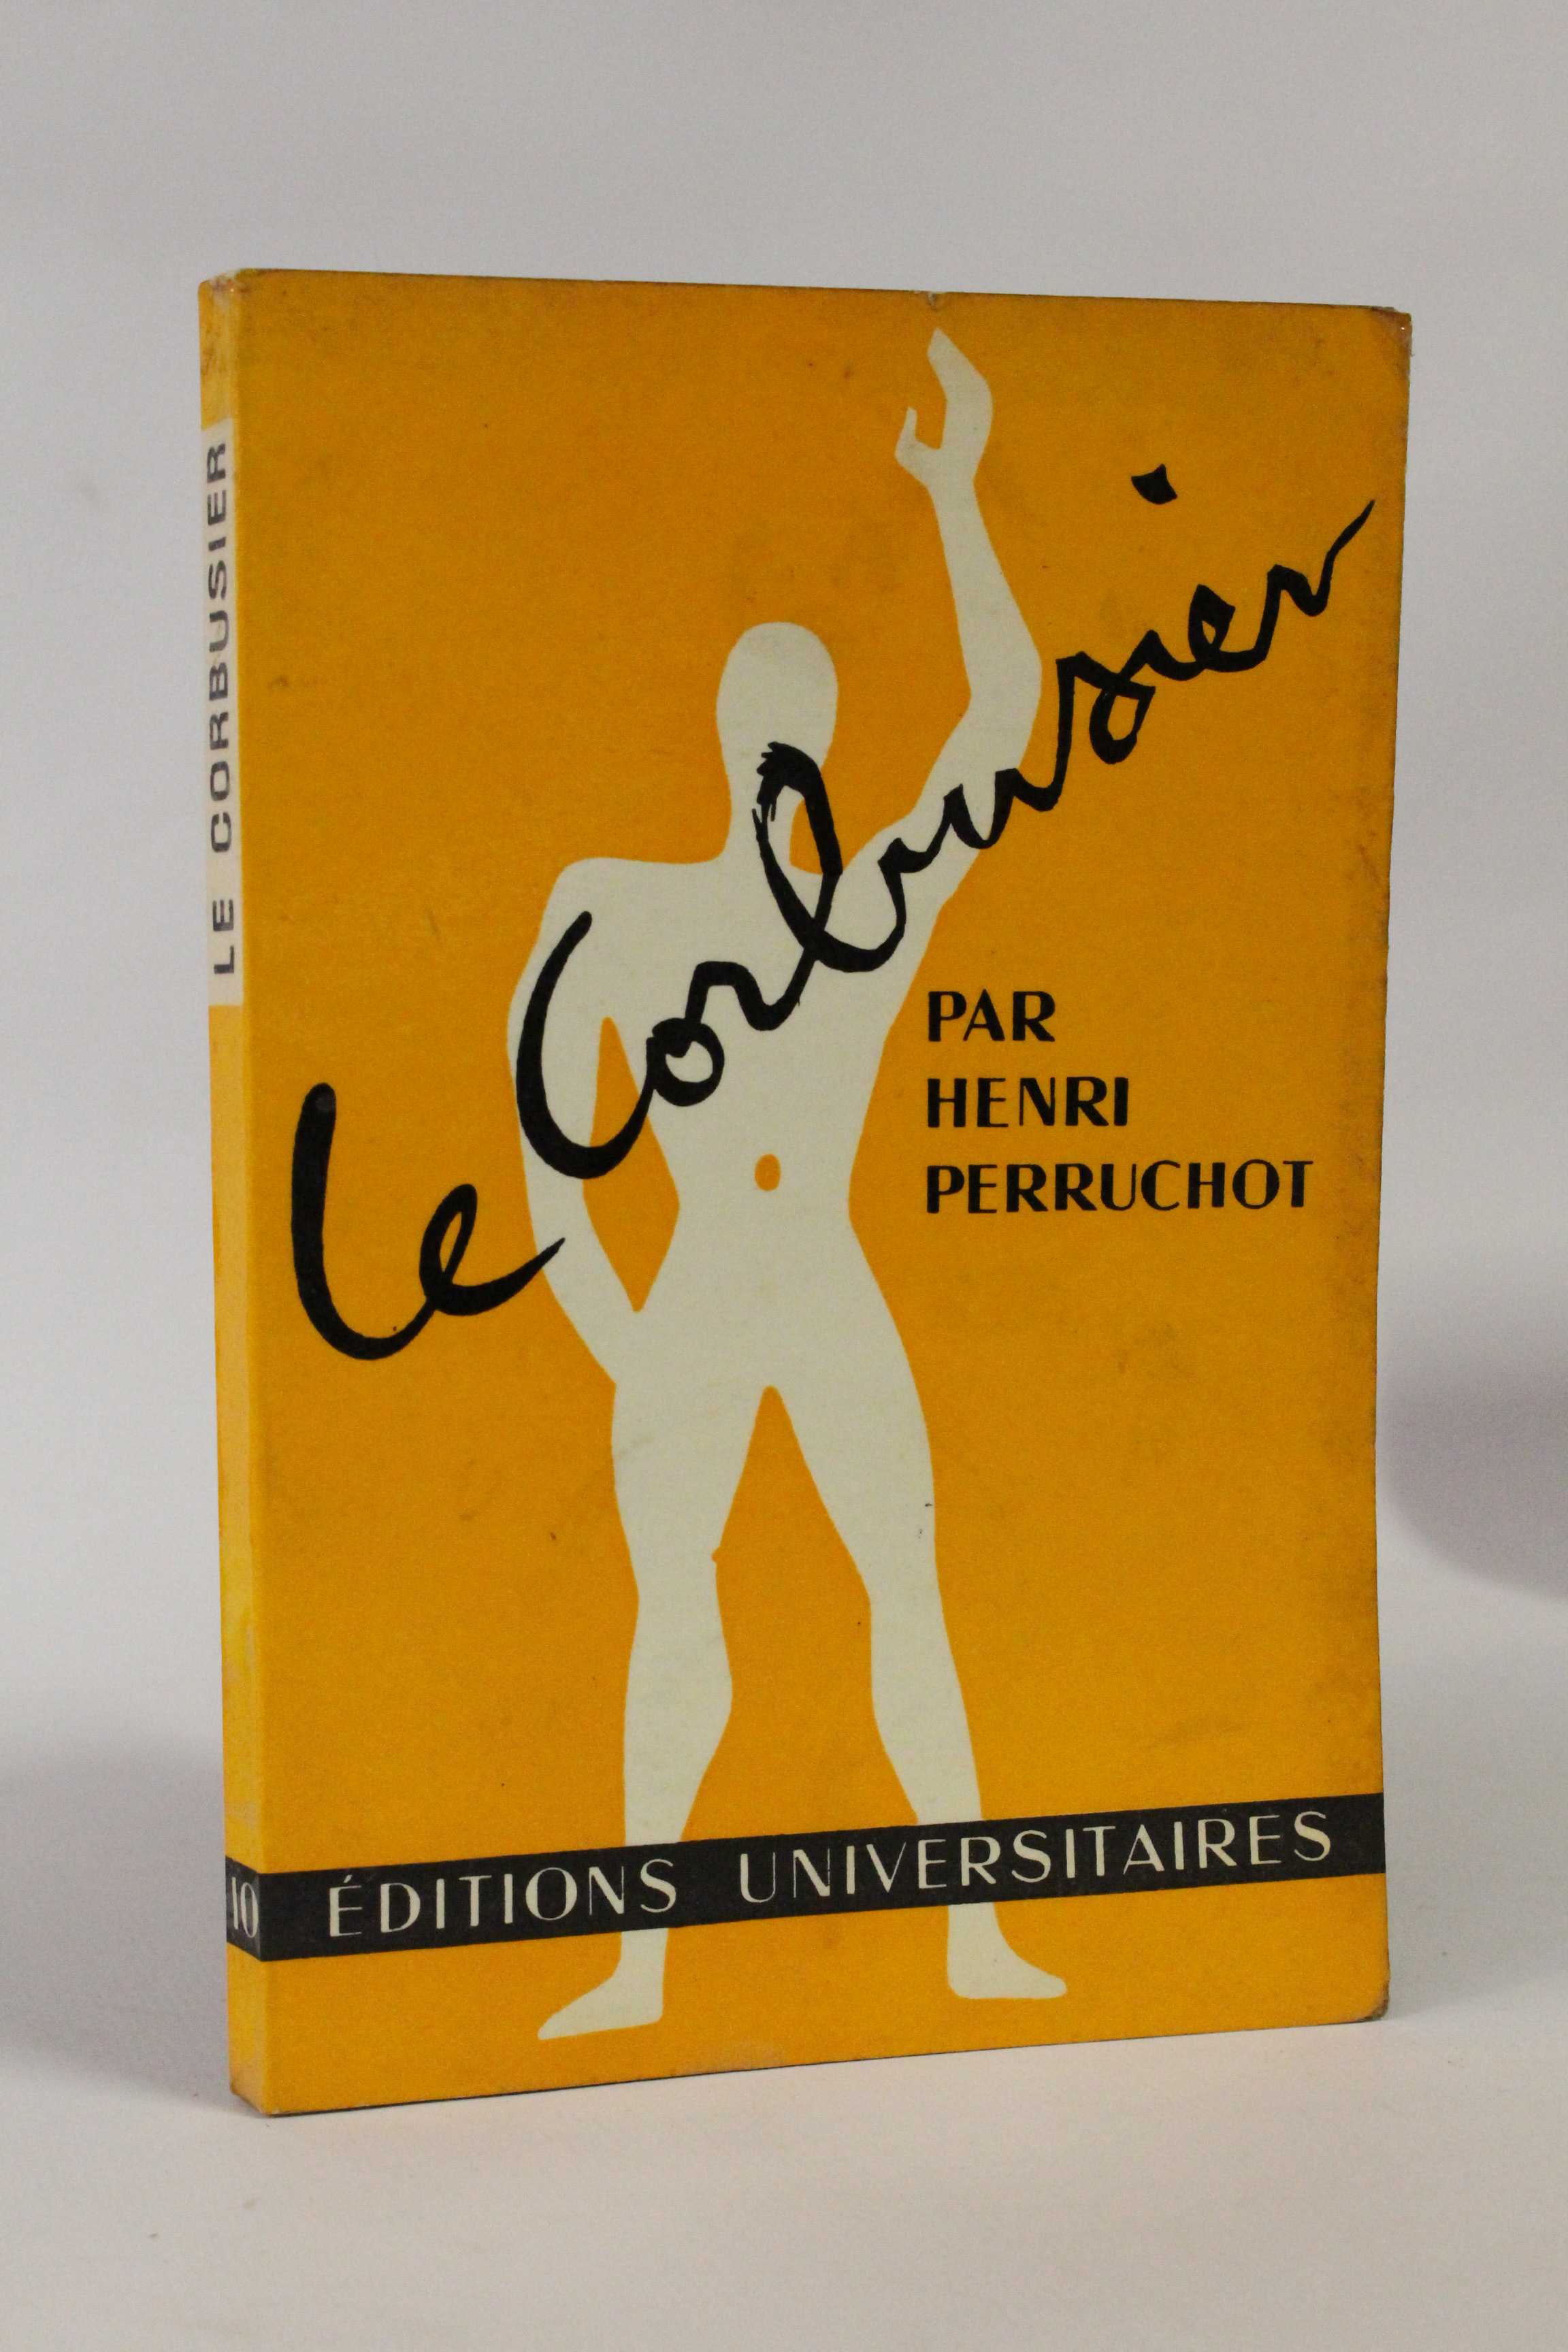 LE CORBUSIER
Le Corbusier
PAR
HENRI
PERRUCHOT
10
ÉDITIONS UNIVERSITAIRES